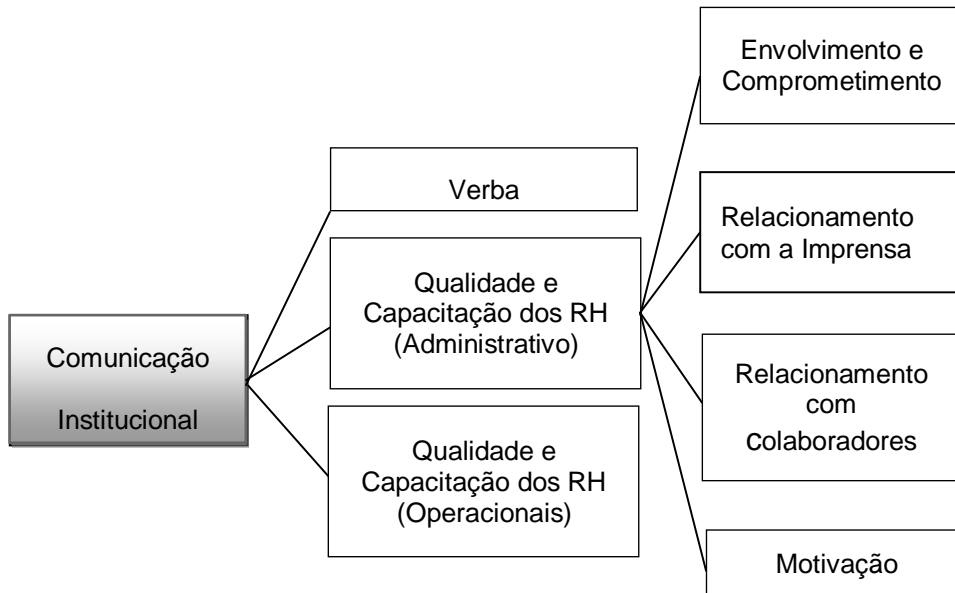 Comunicação
Institucional
Verba
Qualidade e
Capacitação dos RH
(Administrativo)
Qualidade e
Capacitação dos RH
(Operacionais)
Envolvimento e
Comprometimento
Relacionamento
com a Imprensa
Relacionamento
com
colaboradores
Motivação